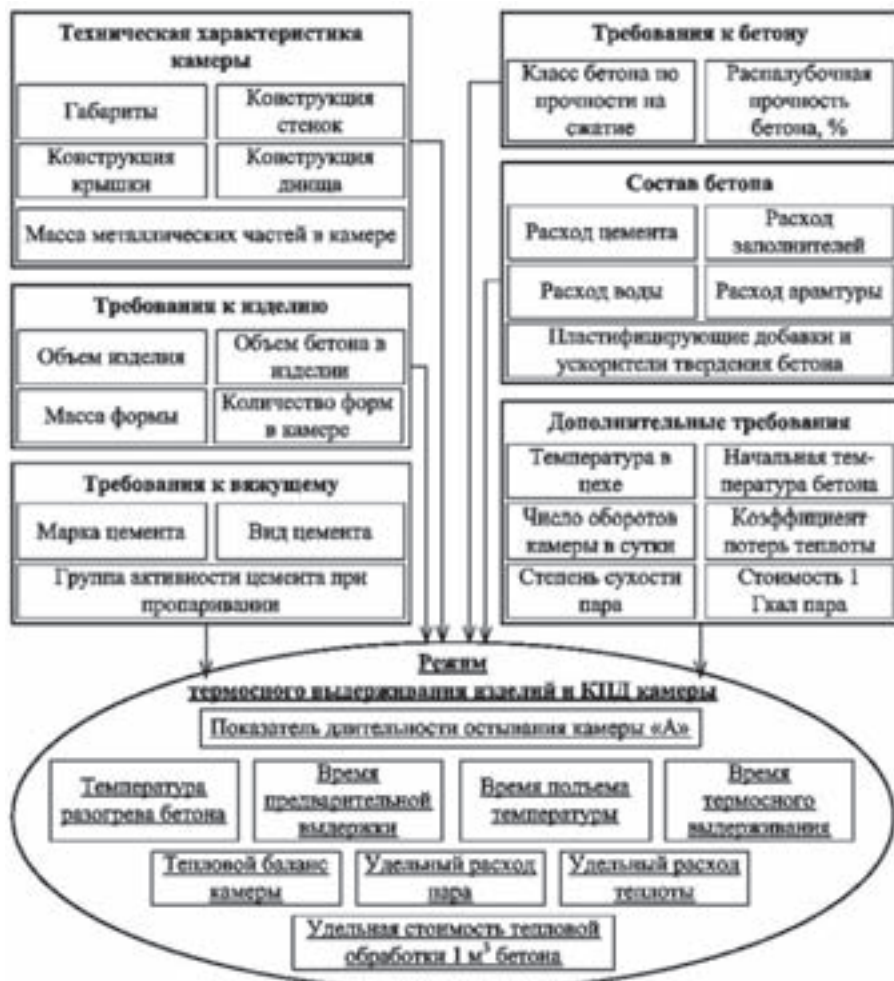 Техническая характеристика
камеры
Габариты
Конструкция
стенок
Конструкция
крышки
Конструкция
днища
Масса металлических частей в камере
Требования к изделию
Объем изделия
Объем бетона в
изделии
Масса формы
Количество форм
в камере
Требования к вяжущему
Марка цемента
Вид цемента
Группа активности цемента при
пропаривании
Требования к бетону
Класс бетона по
прочности на
сжатие
Распалубочная
прочность
бетона, %
Состав бетона
Расход цемента
Расход
заполнителей
Расход воды
Расход арамтуры
Пластифицирующие добавки и
ускорители твердения бетона
Дополнительные требования
Температура в
цехе
Начальная тем-
пература бетона
Число оборотов
камеры в сутки
Коэффициент
потерь теплоты
Степень сухости
пара
Стоимость 1
Гкал пара
Режим
термосного выдерживания изделий и КПД камеры
Показатель длительности остывания камеры «А»
Температура
разогрева бетона
Время
предварительной
выдержки
Время подъема
температуры
Время
термосного
выдерживания
Тепловой баланс
камеры
Удельный расход
пара
Удельный расход
теплоты
Удельная стоимость тепловой
обработки 1 м³ бетона